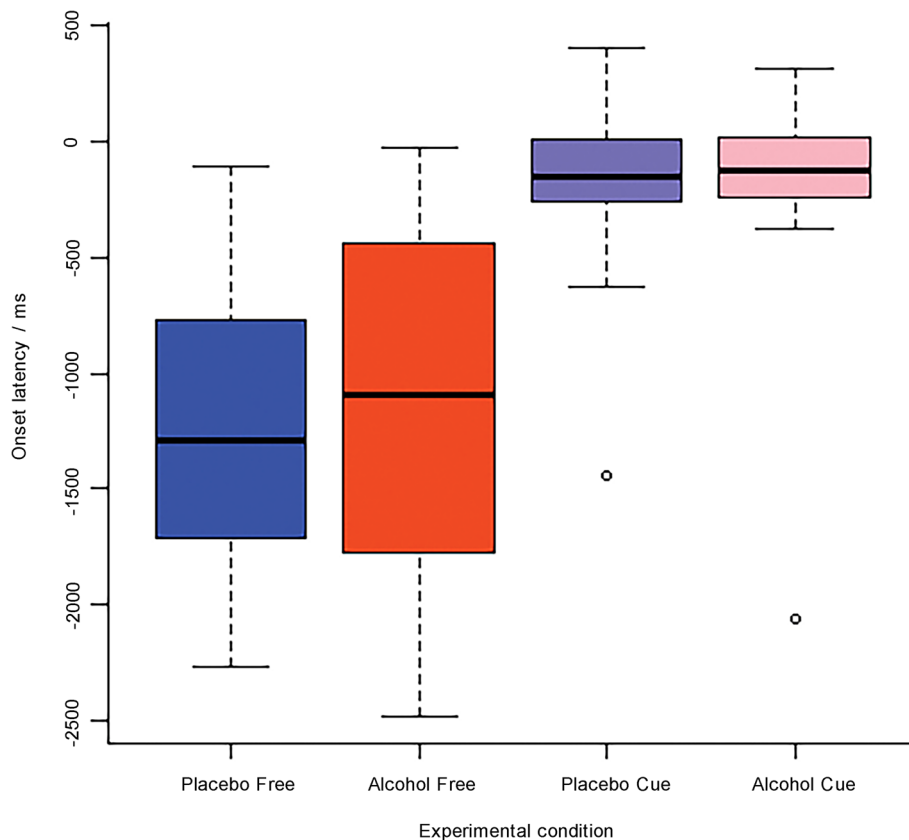 500
0
-500
-1000
-1500
-2000
-2500
Onset latency / ms
Placebo Free
Alcohol Free
Placebo Cue
Alcohol Cue
Experimental condition